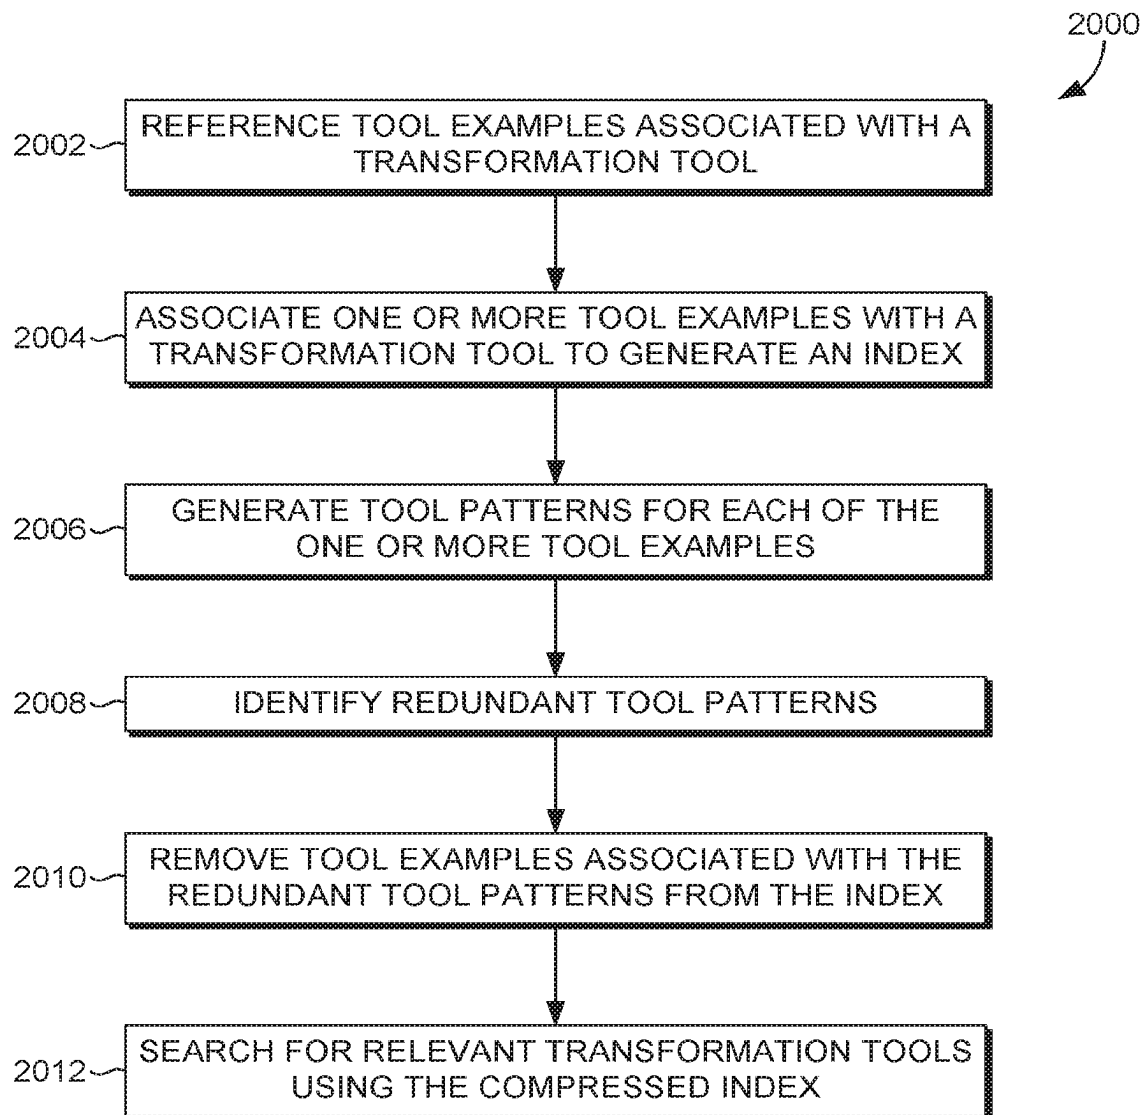 2000
2002
REFERENCE TOOL EXAMPLES ASSOCIATED WITH A
TRANSFORMATION TOOL
2004
ASSOCIATE ONE OR MORE TOOL EXAMPLES WITH A
TRANSFORMATION TOOL TO GENERATE AN INDEX
2006
GENERATE TOOL PATTERNS FOR EACH OF THE
ONE OR MORE TOOL EXAMPLES
2008
IDENTIFY REDUNDANT TOOL PATTERNS
2010
REMOVE TOOL EXAMPLES ASSOCIATED WITH THE
REDUNDANT TOOL PATTERNS FROM THE INDEX
2012
SEARCH FOR RELEVANT TRANSFORMATION TOOLS
USING THE COMPRESSED INDEX